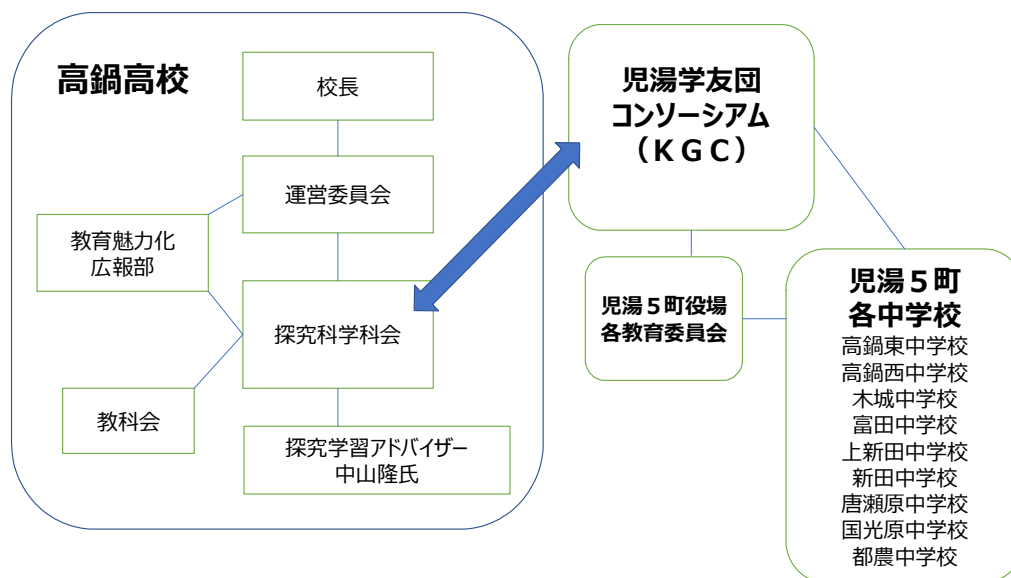 高鍋高校
校長
運営委員会
教育魅力化
広報部
探究科学科会
教科会
探究学習アドバイザー
中山隆氏
児湯学友団
コンソーシアム
（ＫＧＣ）
児湯５町役場
各教育委員会
児湯５町
各中学校
高鍋東中学校
高鍋西中学校
木城中学校
富田中学校
上新田中学校
新田中学校
唐瀬原中学校
国光原中学校
都農中学校